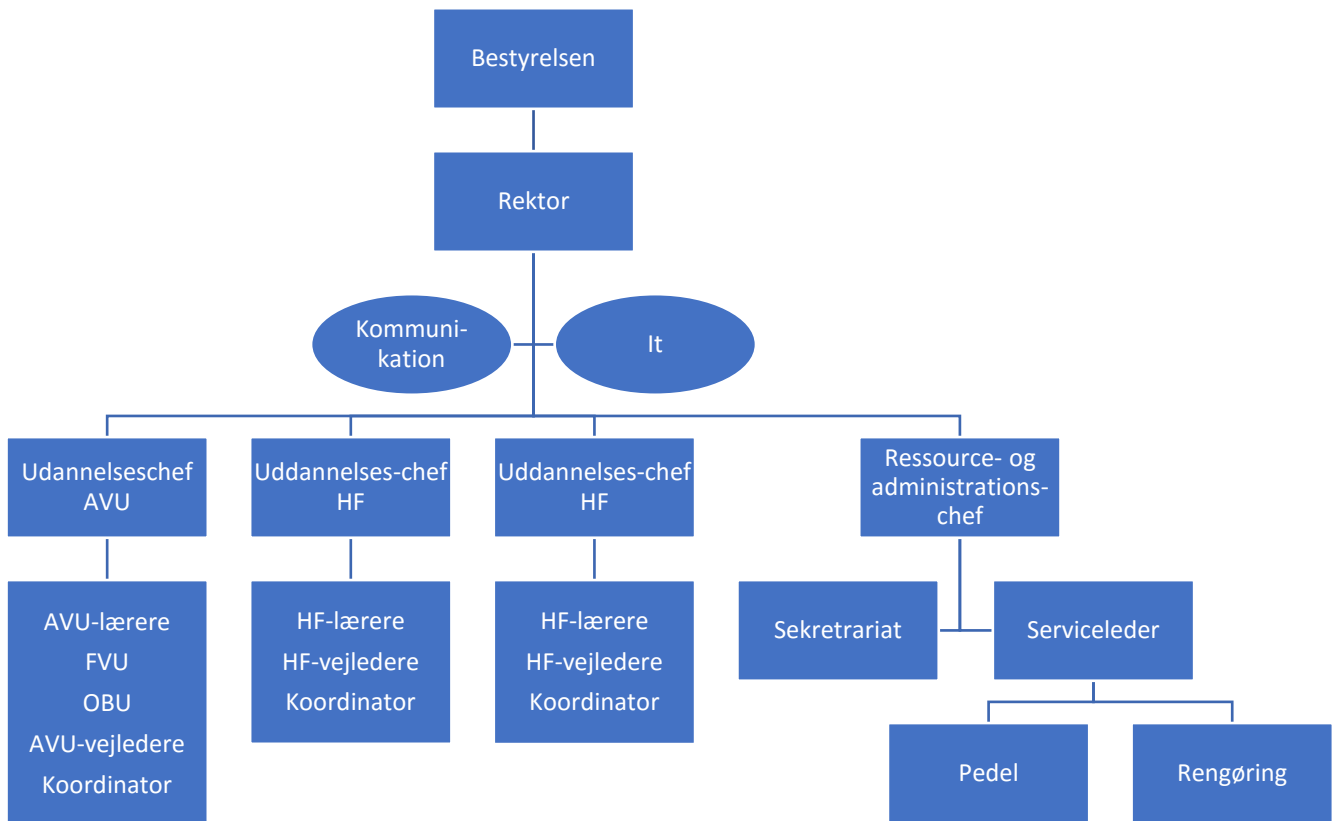 Bestyrelsen
Rektor
Kommuni-
kation
It
Udannelseschef
AVU
Uddannelses-chef
HF
Uddannelses-chef
HF
Ressource- og
administrations-
chef
AVU-lærere
FVU
OBU
AVU-vejledere
Koordinator
HF-lærere
HF-vejledere
Koordinator
HF-lærere
HF-vejledere
Koordinator
Sekretrariat
Serviceleder
Pedel
Rengøring